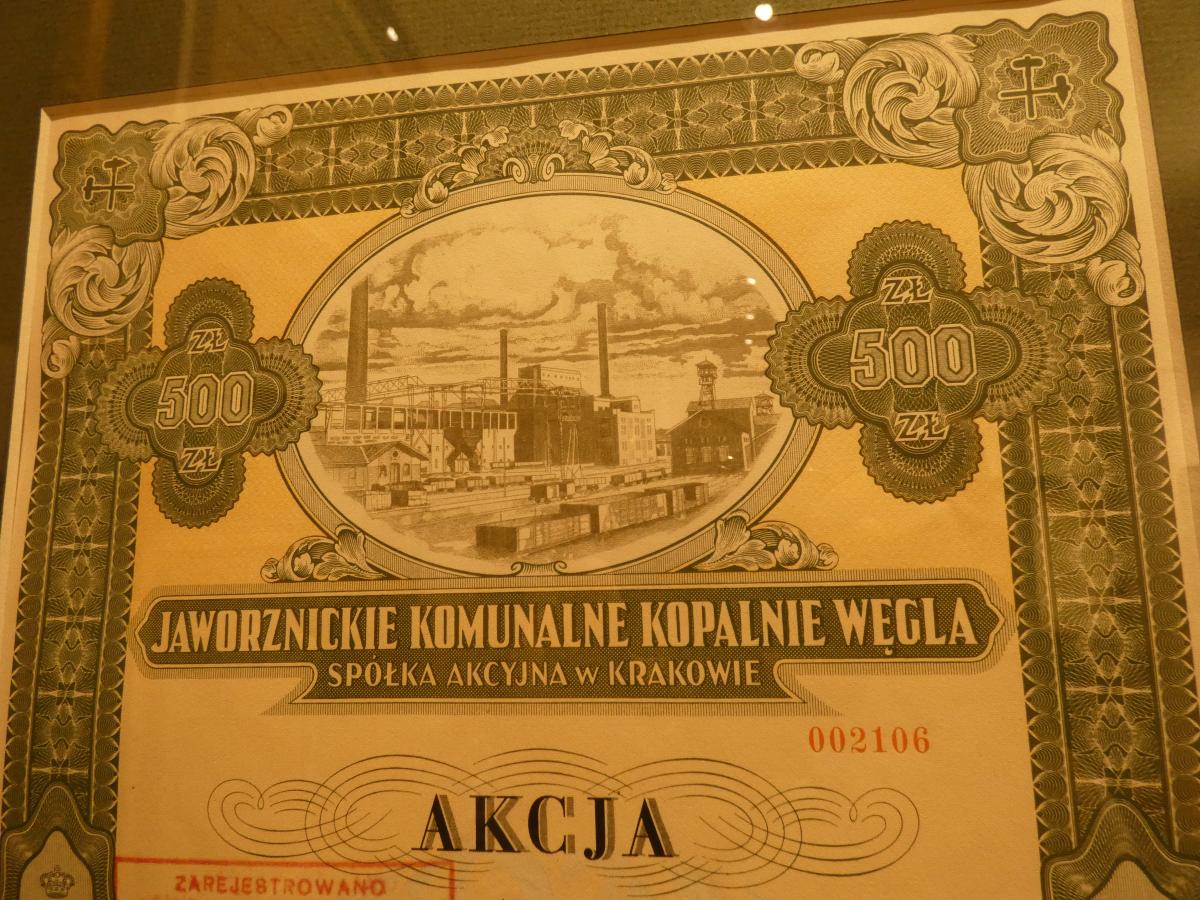 ZŁ
500
ZŁ
ZŁ
500
ZŁ
JAWORZNICKIE KOMUNALNE KOPALNIE WĘGLA
SPÓŁKA AKCYJNA w KRAKOWIE
002106
AKCJA
ZAREJESTROWANO